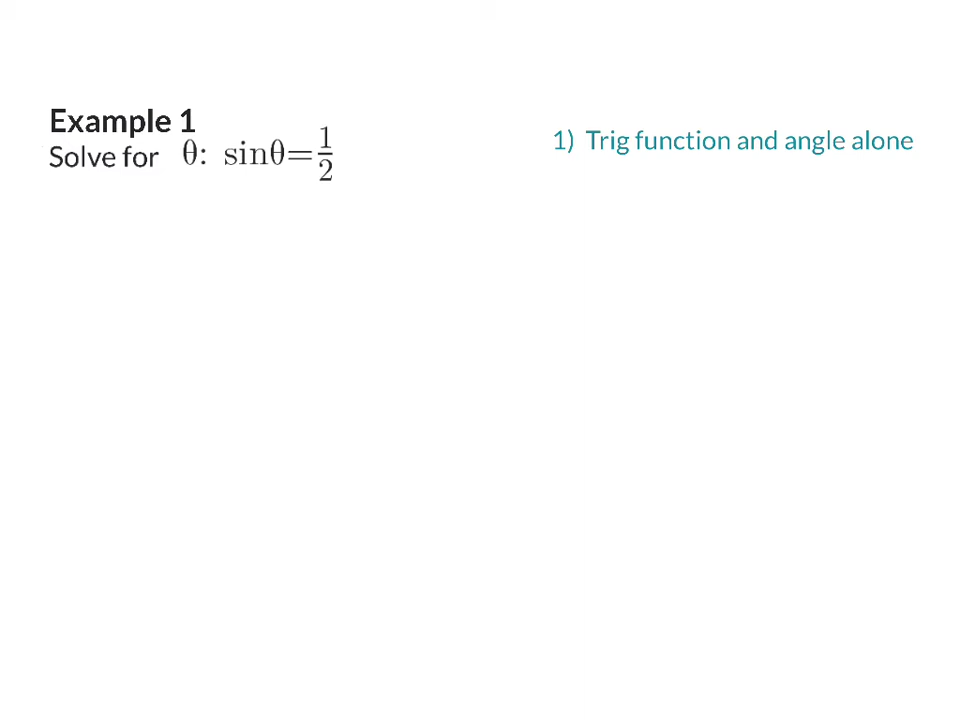 Example 1
Solve for θ: sinθ=1/2
1) Trig function and angle alone